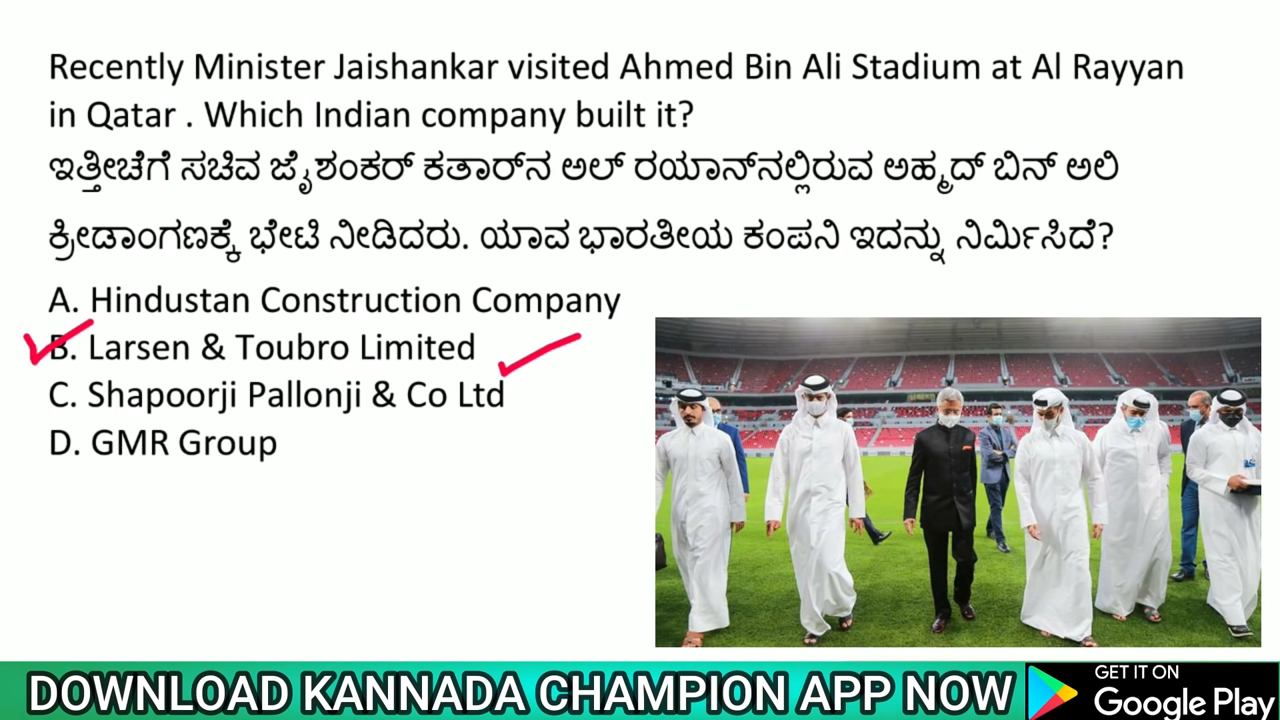 Recently Minister Jaishankar visited Ahmed Bin Ali Stadium at Al Rayyan
in Qatar . Which Indian company built it?
ಇತ್ತೀಚೆಗೆ ಸಚಿವ ಜೈಶಂಕರ್ ಕತಾರ್‌ನ ಅಲ್ ರಯಾನ್‌ನಲ್ಲಿರುವ ಅಹ್ಮದ್ ಬಿನ್ ಅಲಿ
ಕ್ರೀಡಾಂಗಣಕ್ಕೆ ಭೇಟಿ ನೀಡಿದರು. ಯಾವ ಭಾರತೀಯ ಕಂಪನಿ ಇದನ್ನು ನಿರ್ಮಿಸಿದೆ?
A. Hindustan Construction Company
B. Larsen & Toubro Limited
C. Shapoorji Pallonji & Co Ltd
D. GMR Group
DOWNLOAD KANNADA CHAMPION APP NOW
GET IT ON
Google Play